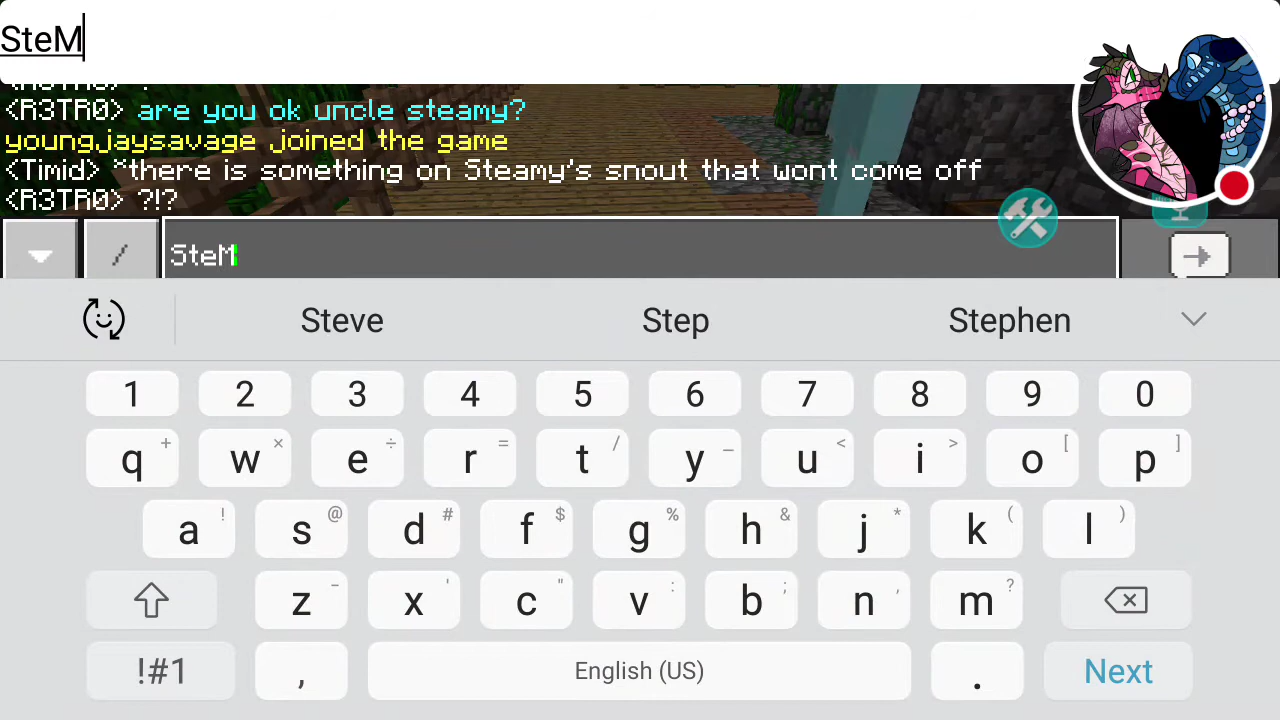 SteM
<R3TR0> are you ok uncle steamy?
youngjaysavage joined the game
<Timid> *there is something on Steamy's snout that wont come off
<R3TR0> ?!?
/ SteM
Steve Step Stephen
1 2 3 4 5 6 7 8 9 0
q + w × e ÷ r = t / y _ u < i > o [ p ]
a ! s @ d # f $ g % h & j * k ( l )
z - x ' c " v : b ; n , m ?
!#1 , English (US) . Next